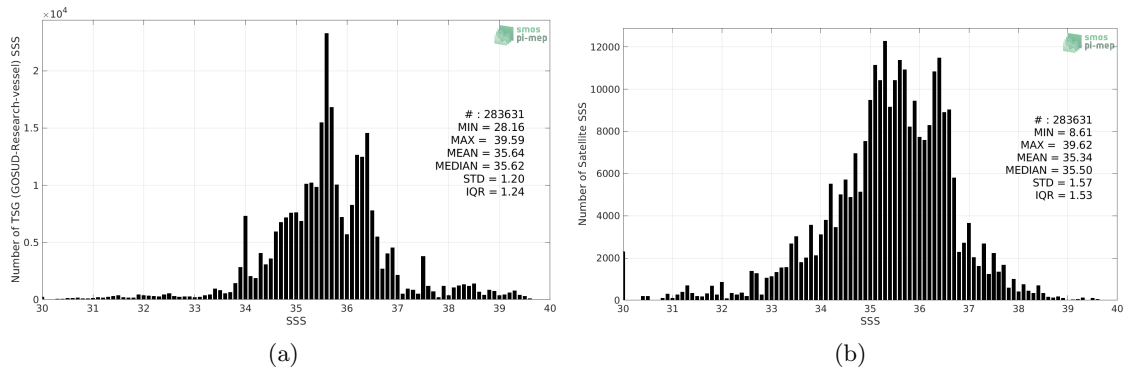 ×10⁴
smos
pi-mep
Number of TSG (GOSUD-Research-vessel) SSS
2
1.5
1
0.5
0
# : 283631
MIN = 28.16
MAX = 39.59
MEAN = 35.64
MEDIAN = 35.62
STD = 1.20
IQR = 1.24
30 31 32 33 34 35 36 37 38 39 40
SSS
(a)
smos
pi-mep
Number of Satellite SSS
12000
10000
8000
6000
4000
2000
0
# : 283631
MIN = 8.61
MAX = 39.62
MEAN = 35.34
MEDIAN = 35.50
STD = 1.57
IQR = 1.53
30 31 32 33 34 35 36 37 38 39 40
SSS
(b)